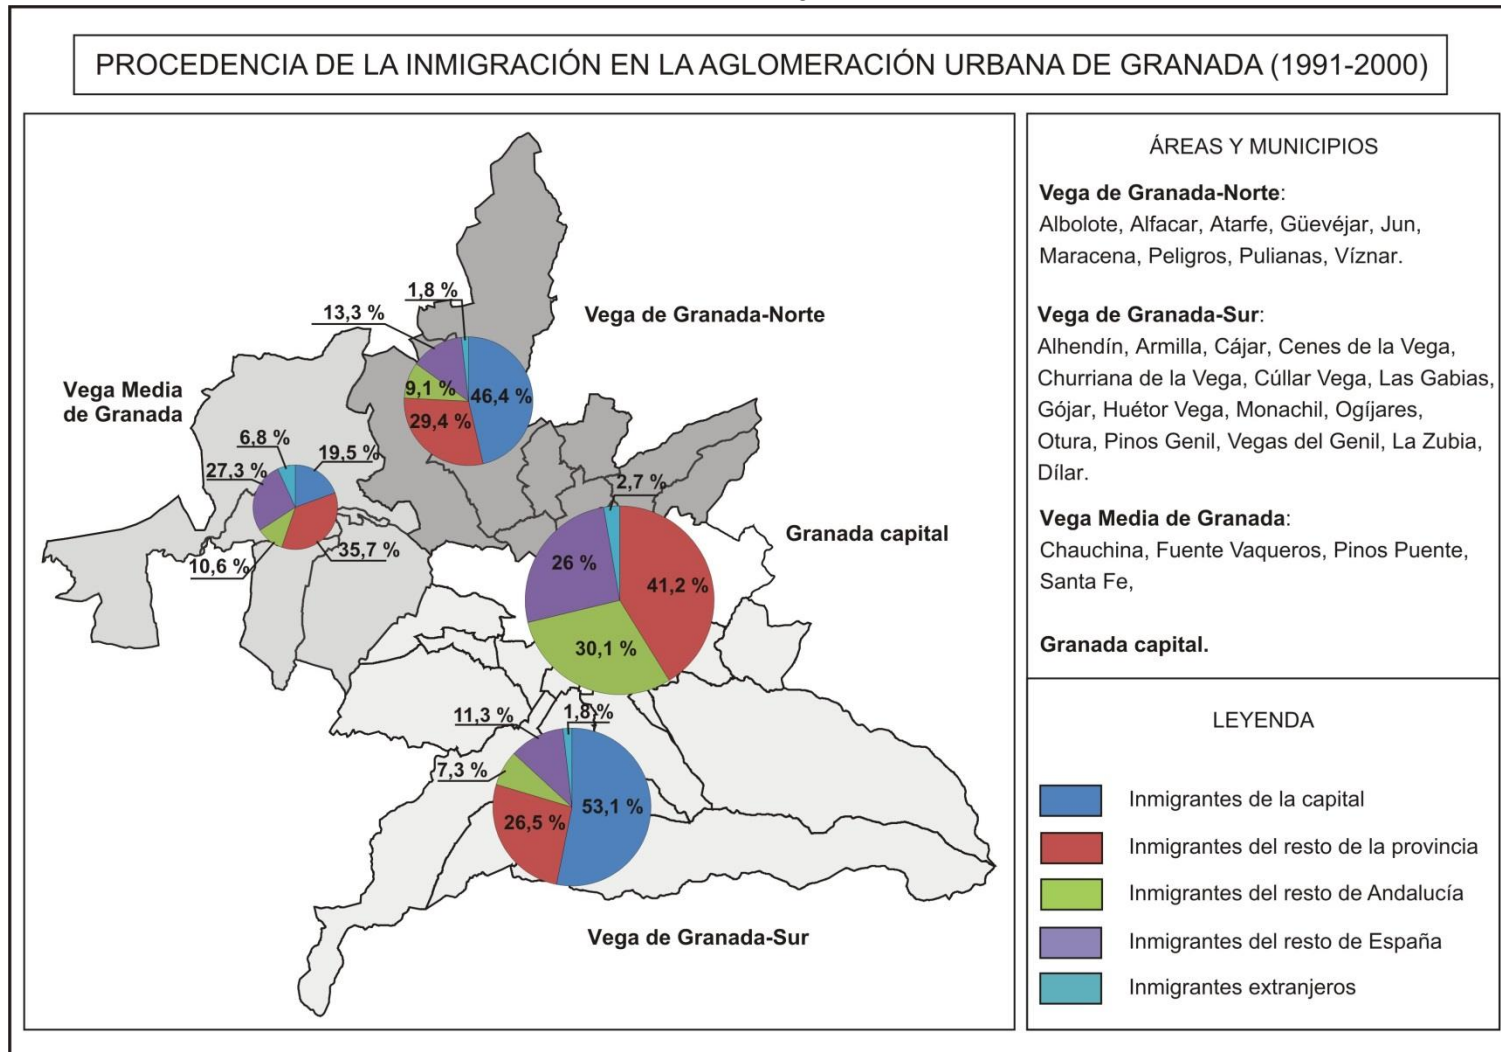 PROCEDENCIA DE LA INMIGRACIÓN EN LA AGLOMERACIÓN URBANA DE GRANADA (1991-2000)
1,8 %
13,3 %
Vega de Granada-Norte
9,1 %
46,4 %
29,4 %
Vega Media
de Granada
6,8 %
19,5 %
27,3 %
10,6 %
35,7 %
2,7 %
Granada capital
26 %
41,2 %
30,1 %
11,3 %
1,8 %
7,3 %
53,1 %
26,5 %
Vega de Granada-Sur
ÁREAS Y MUNICIPIOS
Vega de Granada-Norte:
Albolote, Alfacar, Atarfe, Güevéjar, Jun,
Maracena, Peligros, Pulianas, Víznar.
Vega de Granada-Sur:
Alhendín, Armilla, Cájar, Cenes de la Vega,
Churriana de la Vega, Cúllar Vega, Las Gabias,
Gójar, Huétor Vega, Monachil, Ogíjares,
Otura, Pinos Genil, Vegas del Genil, La Zubia,
Dílar.
Vega Media de Granada:
Chauchina, Fuente Vaqueros, Pinos Puente,
Santa Fe,
Granada capital.
LEYENDA
Inmigrantes de la capital
Inmigrantes del resto de la provincia
Inmigrantes del resto de Andalucía
Inmigrantes del resto de España
Inmigrantes extranjeros